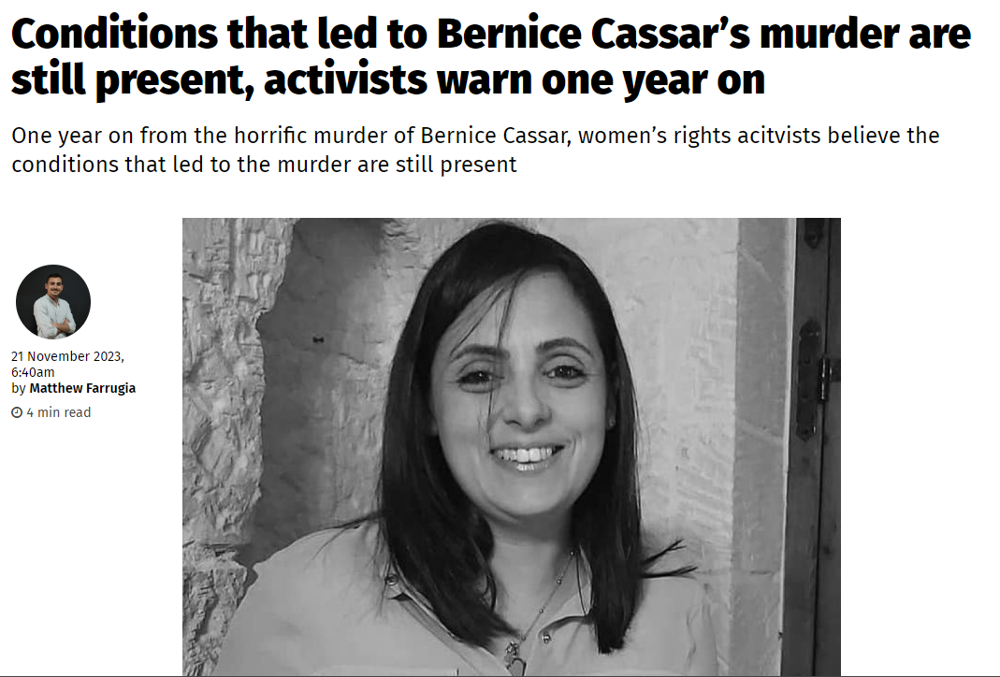 Conditions that led to Bernice Cassar’s murder are
still present, activists warn one year on
One year on from the horrific murder of Bernice Cassar, women’s rights acitvists believe the
conditions that led to the murder are still present
21 November 2023,
6:40am
by Matthew Farrugia
4 min read